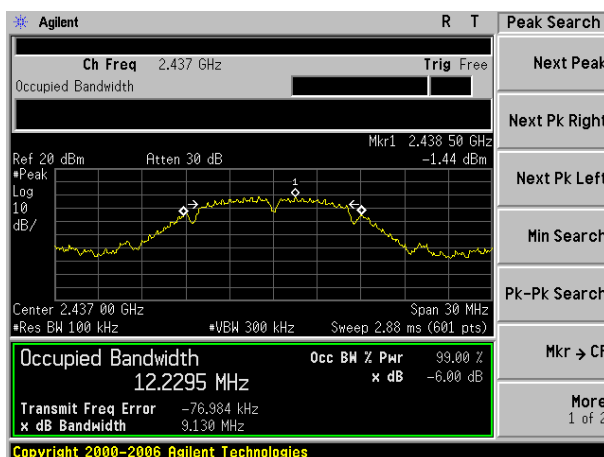 Agilent R T
Peak Search
Ch Freq 2.437 GHz Trig Free
Occupied Bandwidth
Next Peak
Next Pk Right
Next Pk Left
Min Search
Pk-Pk Search
Mkr → CF
More
1 of 2
Mkr1 2.438 50 GHz
Ref 20 dBm Atten 30 dB -1.44 dBm
#Peak
Log
10
dB/
1
Center 2.437 00 GHz Span 30 MHz
#Res BW 100 kHz #VBW 300 kHz Sweep 2.88 ms (601 pts)
Occupied Bandwidth Occ BW % Pwr 99.00 %
12.2295 MHz x dB -6.00 dB
Transmit Freq Error -76.984 kHz
x dB Bandwidth 9.130 MHz
Copyright 2000-2006 Agilent Technologies